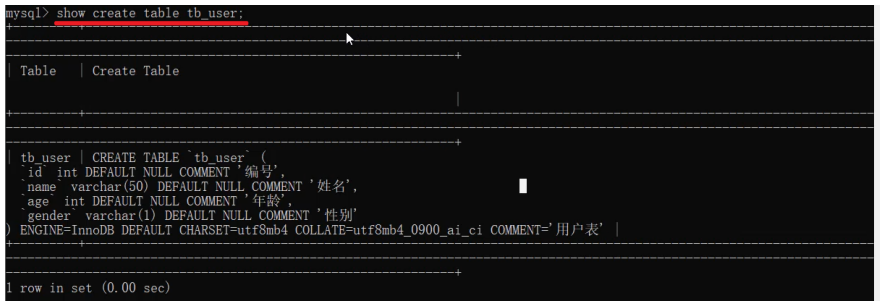 mysql> show create table tb_user;
| Table | Create Table
|
| tb_user | CREATE TABLE `tb_user` (
`id` int DEFAULT NULL COMMENT '编号',
`name` varchar(50) DEFAULT NULL COMMENT '姓名',
`age` int DEFAULT NULL COMMENT '年龄',
`gender` varchar(1) DEFAULT NULL COMMENT '性别'
) ENGINE=InnoDB DEFAULT CHARSET=utf8mb4 COLLATE=utf8mb4_0900_ai_ci COMMENT='用户表' |
1 row in set (0.00 sec)